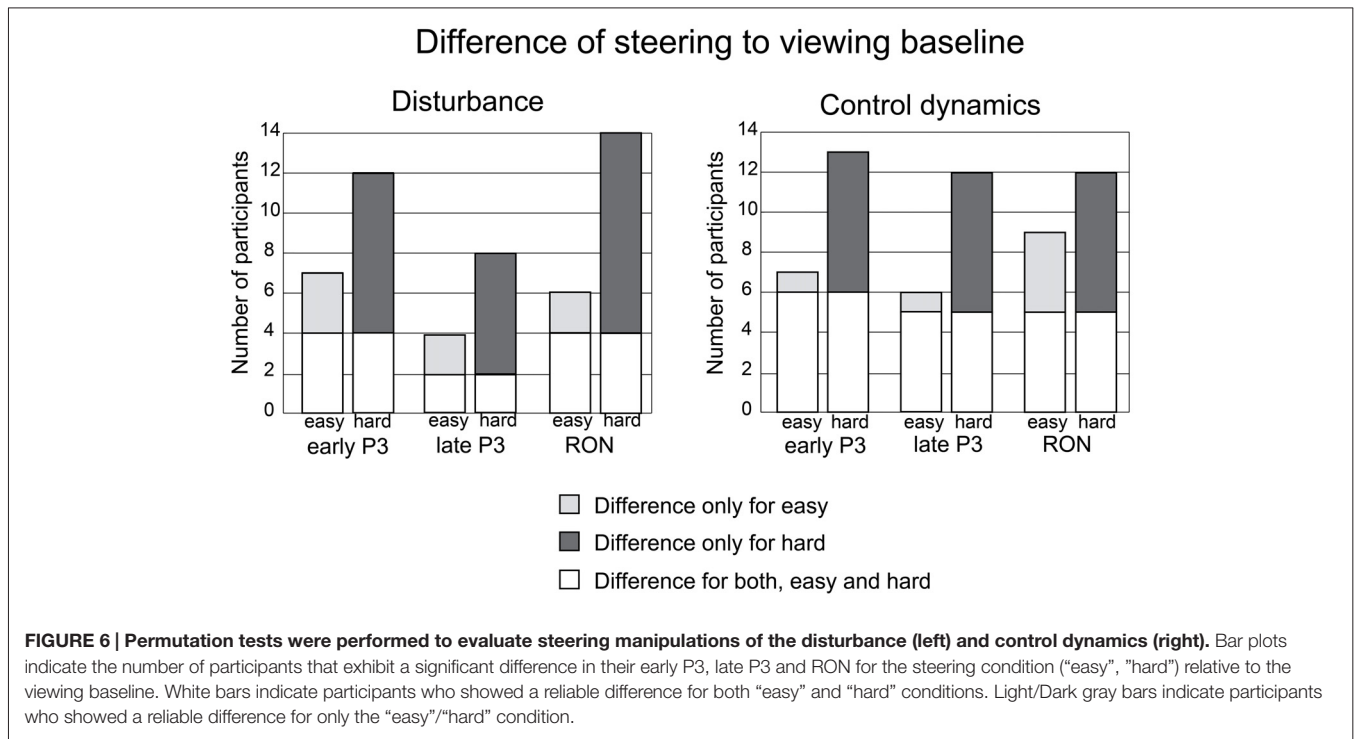 Difference of steering to viewing baseline
Disturbance
Number of participants
14
12
10
8
6
4
2
0
easy hard easy hard easy hard
early P3 late P3 RON
Control dynamics
Number of participants
14
12
10
8
6
4
2
0
easy hard easy hard easy hard
early P3 late P3 RON
Difference only for easy
Difference only for hard
Difference for both, easy and hard
FIGURE 6 | Permutation tests were performed to evaluate steering manipulations of the disturbance (left) and control dynamics (right). Bar plots
indicate the number of participants that exhibit a significant difference in their early P3, late P3 and RON for the steering condition (“easy”, ”hard”) relative to the
viewing baseline. White bars indicate participants who showed a reliable difference for both “easy” and “hard” conditions. Light/Dark gray bars indicate participants
who showed a reliable difference for only the “easy”/“hard” condition.